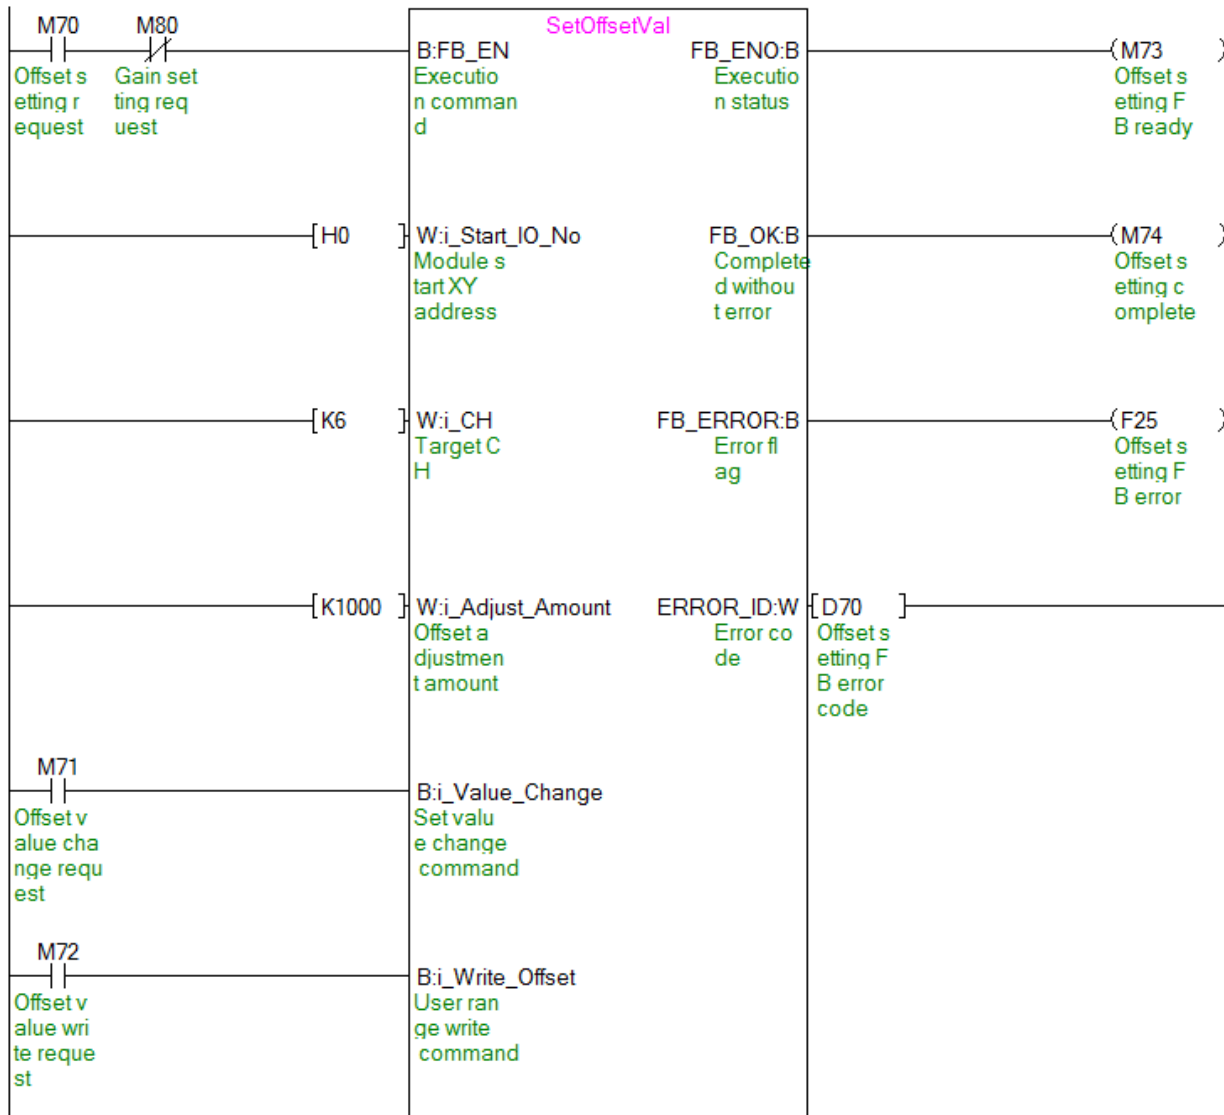 M70 M80 SetOffsetVal
B:FB_EN FB_ENO:B (M73 )
Offset s Gain set Executio Executio Offset s
etting r ting req n comman n status etting F
equest uest d B ready
[H0 ] W:i_Start_IO_No FB_OK:B (M74 )
Module s Complete Offset s
tart XY d withou etting c
address t error omplete
[K6 ] W:i_CH FB_ERROR:B (F25 )
Target C Error fl Offset s
H ag etting F
B error
[K1000 ] W:i_Adjust_Amount ERROR_ID:W [D70 ]
Offset a Error co Offset s
djustmen de etting F
t amount B error
code
M71
B:i_Value_Change
Offset v Set valu
alue cha e change
nge requ command
est
M72
B:i_Write_Offset
Offset v User ran
alue wri ge write
te reque command
st